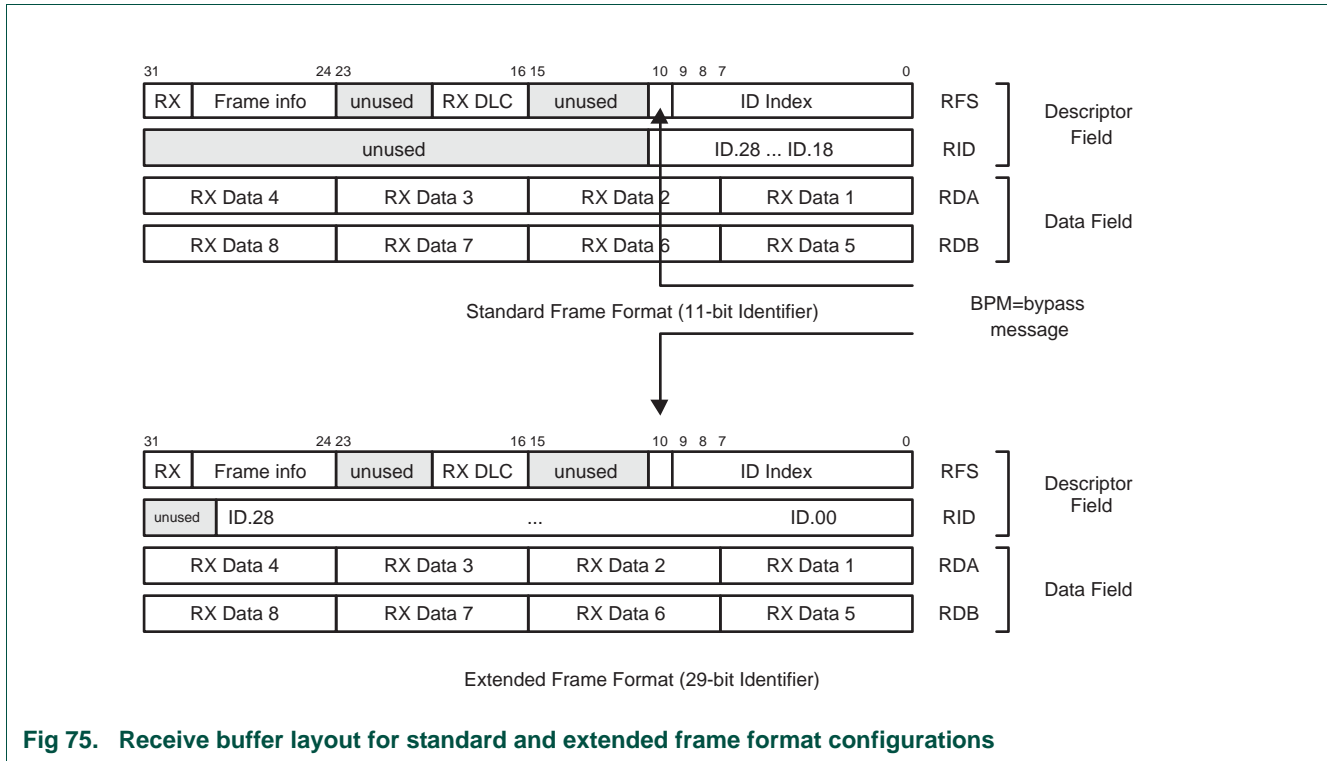 31 24 23 16 15 10 9 8 7 0
RX Frame info unused RX DLC unused ID Index RFS
unused ID.28 ... ID.18 RID
Descriptor
Field
RX Data 4 RX Data 3 RX Data 2 RX Data 1 RDA
RX Data 8 RX Data 7 RX Data 6 RX Data 5 RDB
Data Field
Standard Frame Format (11-bit Identifier)
BPM=bypass
message
31 24 23 16 15 10 9 8 7 0
RX Frame info unused RX DLC unused ID Index RFS
unused ID.28 ... ID.00 RID
Descriptor
Field
RX Data 4 RX Data 3 RX Data 2 RX Data 1 RDA
RX Data 8 RX Data 7 RX Data 6 RX Data 5 RDB
Data Field
Extended Frame Format (29-bit Identifier)
Fig 75. Receive buffer layout for standard and extended frame format configurations